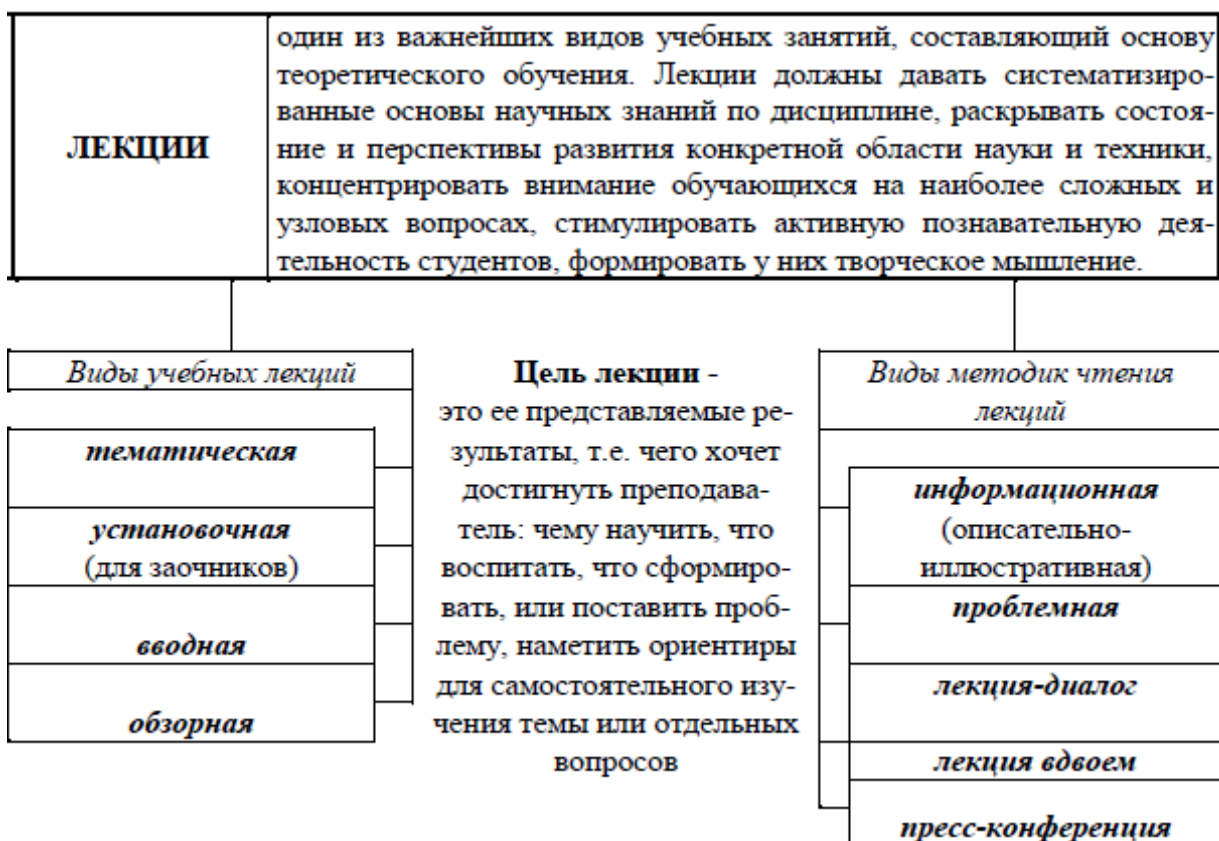 ЛЕКЦИИ
один из важнейших видов учебных занятий, составляющий основу
теоретического обучения. Лекции должны давать систематизиро-
ванные основы научных знаний по дисциплине, раскрывать состоя-
ние и перспективы развития конкретной области науки и техники,
концентрировать внимание обучающихся на наиболее сложных и
узловых вопросах, стимулировать активную познавательную дея-
тельность студентов, формировать у них творческое мышление.
Виды учебных лекций
тематическая
установочная
(для заочников)
вводная
обзорная
Цель лекции -
это ее представляемые ре-
зультаты, т.е. чего хочет
достигнуть преподава-
тель: чему научить, что
воспитать, что сформиро-
вать, или поставить проб-
лему, наметить ориентиры
для самостоятельного изу-
чения темы или отдельных
вопросов
Виды методик чтения
лекций
информационная
(описательно-
иллюстративная)
проблемная
лекция-диалог
лекция вдвоем
пресс-конференция